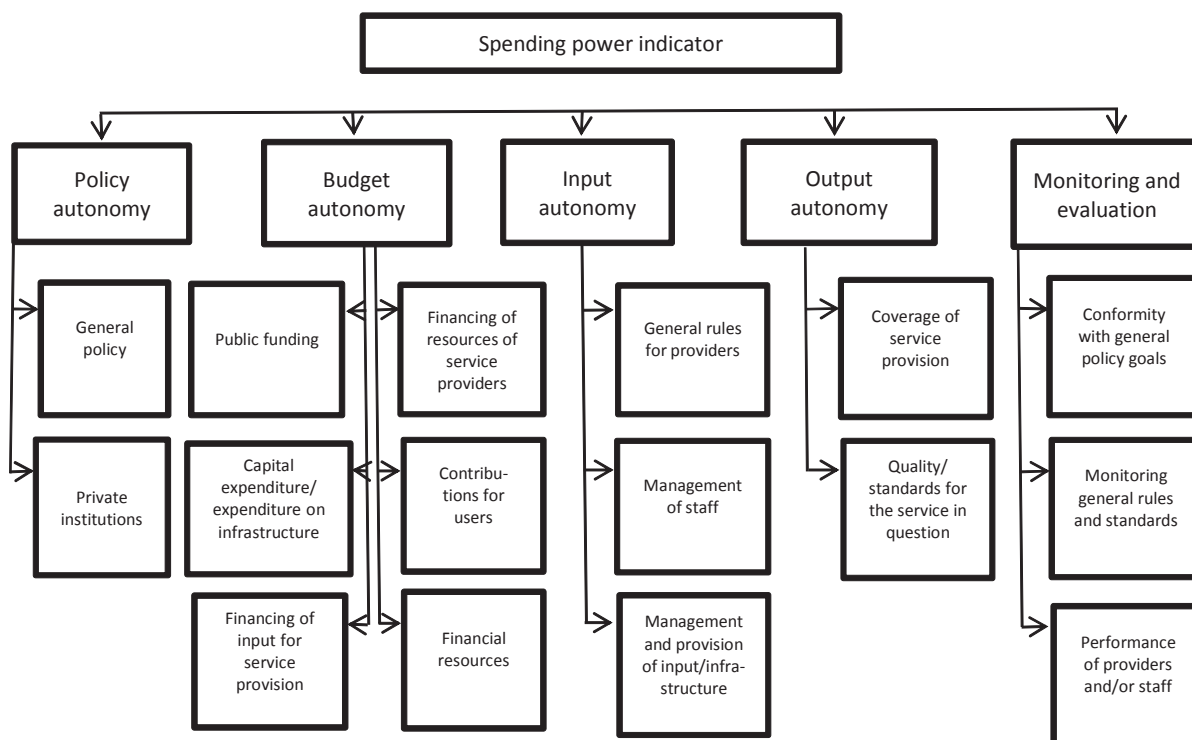 Spending power indicator
Policy
autonomy
Budget
autonomy
Input
autonomy
Output
autonomy
Monitoring and
evaluation
General
policy
Public funding
Financing of
resources of
service
providers
General rules
for providers
Coverage of
service
provision
Conformity
with general
policy goals
Private
institutions
Capital
expenditure/
expenditure on
infrastructure
Contribu-
tions for
users
Management
of staff
Quality/
standards for
the service in
question
Monitoring
general rules
and standards
Financing of
input for
service
provision
Financial
resources
Management
and provision
of input/infra-
structure
Performance
of providers
and/or staff